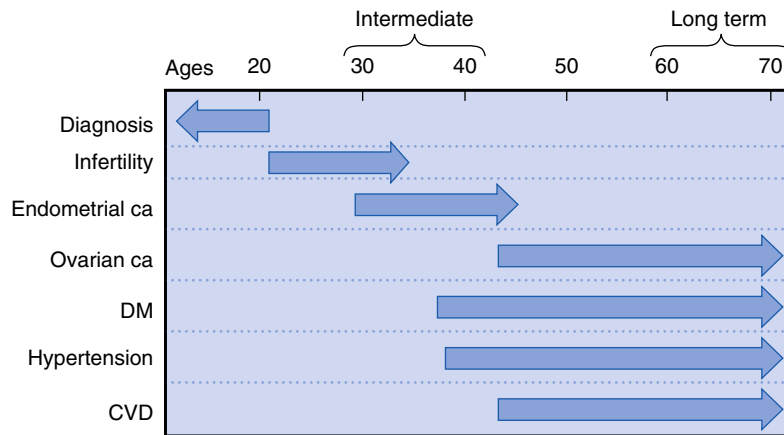 Intermediate Long term
Ages 20 30 40 50 60 70
Diagnosis
Infertility
Endometrial ca
Ovarian ca
DM
Hypertension
CVD